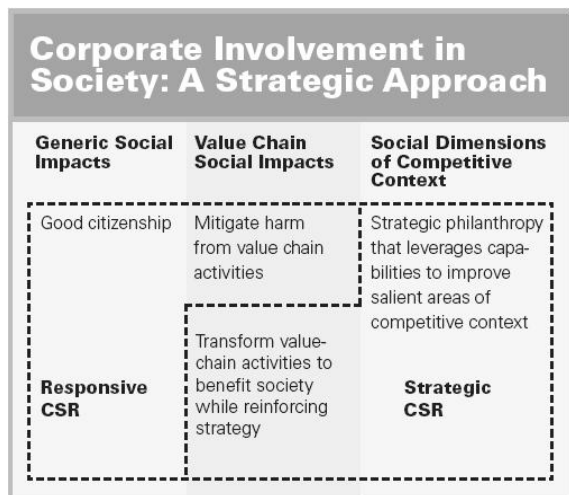 Corporate Involvement in
Society: A Strategic Approach
Generic Social
Impacts
Value Chain
Social Impacts
Social Dimensions
of Competitive
Context
Good citizenship
Mitigate harm
from value chain
activities
Strategic philanthropy
that leverages capa-
bilities to improve
salient areas of
competitive context
Transform value-
chain activities to
benefit society
while reinforcing
strategy
Responsive
CSR
Strategic
CSR